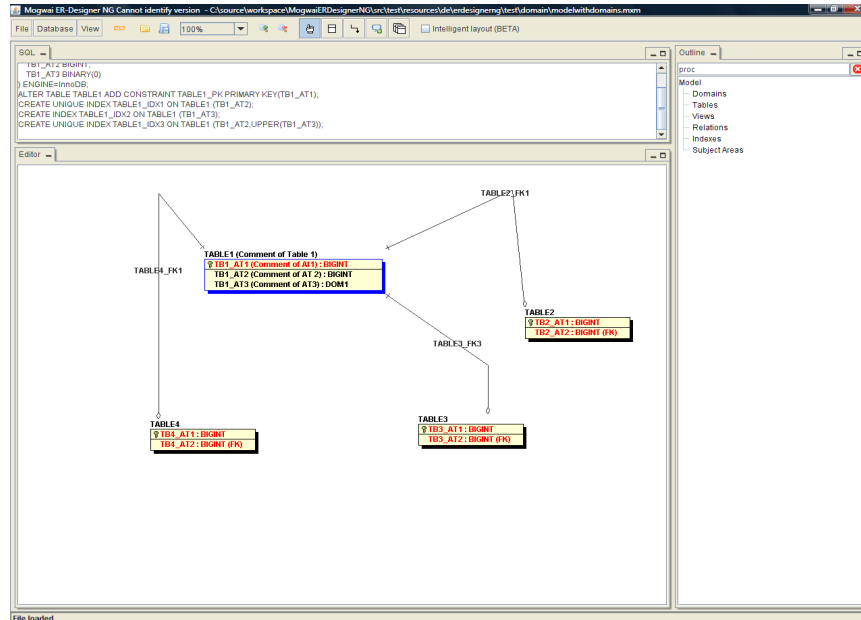 Mogwai ER-Designer NG Cannot identify version - C:\source\workspace\MogwaiERDesignerNG\src\test\resources\de\erdesignerng\test\domain\modelwithdomains.mxm
File Database View 100% Intelligent layout (BETA)
SQL
TB1_AT2 BIGINT,
TB1_AT3 BINARY(0)
) ENGINE=InnoDB;
ALTER TABLE TABLE1 ADD CONSTRAINT TABLE1_PK PRIMARY KEY(TB1_AT1);
CREATE UNIQUE INDEX TABLE1_IDX1 ON TABLE1 (TB1_AT2);
CREATE INDEX TABLE1_IDX2 ON TABLE1 (TB1_AT3);
CREATE UNIQUE INDEX TABLE1_IDX3 ON TABLE1 (TB1_AT2,UPPER(TB1_AT3));
Outline
proc
Model
Domains
Tables
Views
Relations
Indexes
Subject Areas
Editor
TABLE2_FK1
TABLE1 (Comment of Table 1)
TB1_AT1 (Comment of At1) : BIGINT
TB1_AT2 (Comment of AT 2) : BIGINT
TB1_AT3 (Comment of AT3) : DOM1
TABLE4_FK1
TABLE2
TB2_AT1 : BIGINT
TB2_AT2 : BIGINT (FK)
TABLE3_FK3
TABLE4
TB4_AT1 : BIGINT
TB4_AT2 : BIGINT (FK)
TABLE3
TB3_AT1 : BIGINT
TB3_AT2 : BIGINT (FK)
File loaded